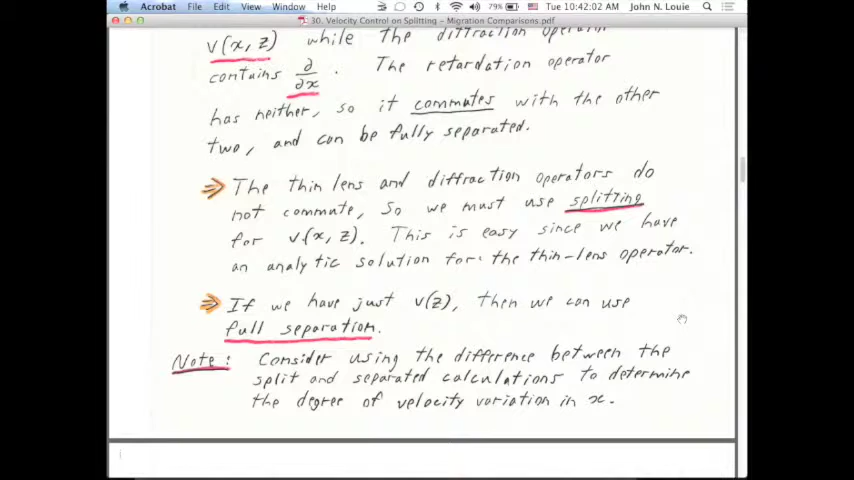 Acrobat File Edit View Window Help 79% Tue 10:42:02 AM John N. Louie
30. Velocity Control on Splitting – Migration Comparisons.pdf
v(x, z) while the diffraction operator
contains ∂/∂x . The retardation operator
has neither, so it commutes with the other
two, and can be fully separated.
⇒ The thin lens and diffraction operators do
not commute, so we must use splitting
for v(x, z). This is easy since we have
an analytic solution for the thin-lens operator.
⇒ If we have just v(z), then we can use
full separation.
Note: Consider using the difference between the
split and separated calculations to determine
the degree of velocity variation in x.